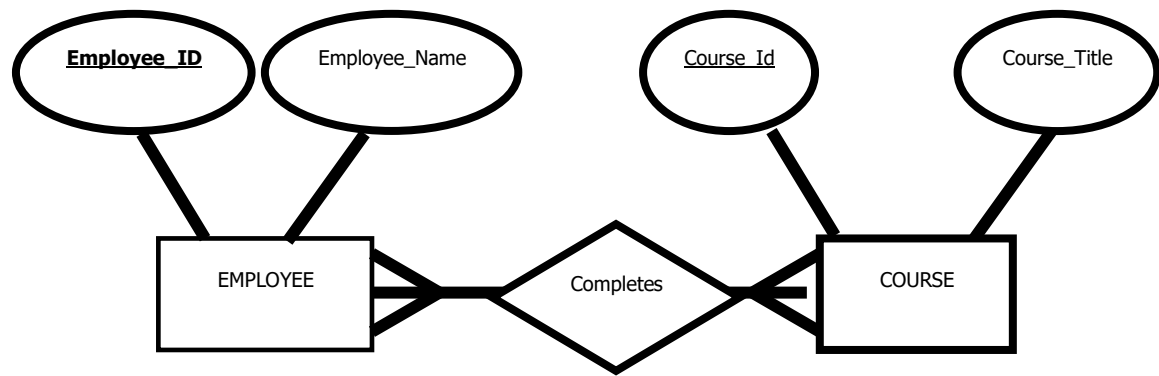 Employee_ID
Employee_Name
Course_Id
Course_Title
EMPLOYEE
Completes
COURSE